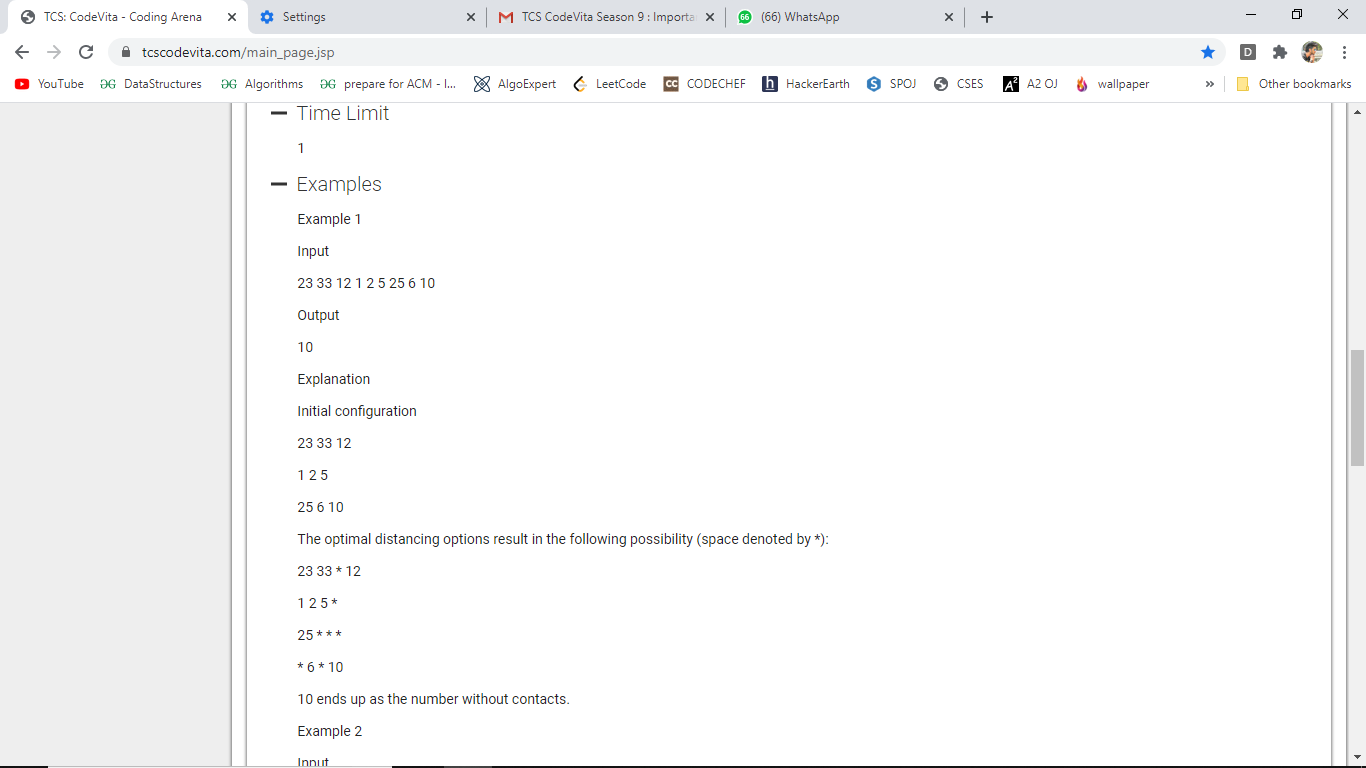 TCS: CodeVita - Coding Arena
Settings
TCS CodeVita Season 9 : Importa
(66) WhatsApp
tcscodevita.com/main_page.jsp
YouTube
DataStructures
Algorithms
prepare for ACM - I...
AlgoExpert
LeetCode
CODECHEF
HackerEarth
SPOJ
CSES
A2 OJ
wallpaper
Other bookmarks
Time Limit
1
Examples
Example 1
Input
23 33 12 1 2 5 25 6 10
Output
10
Explanation
Initial configuration
23 33 12
1 2 5
25 6 10
The optimal distancing options result in the following possibility (space denoted by *):
23 33 * 12
1 2 5 *
25 * * *
* 6 * 10
10 ends up as the number without contacts.
Example 2
Input